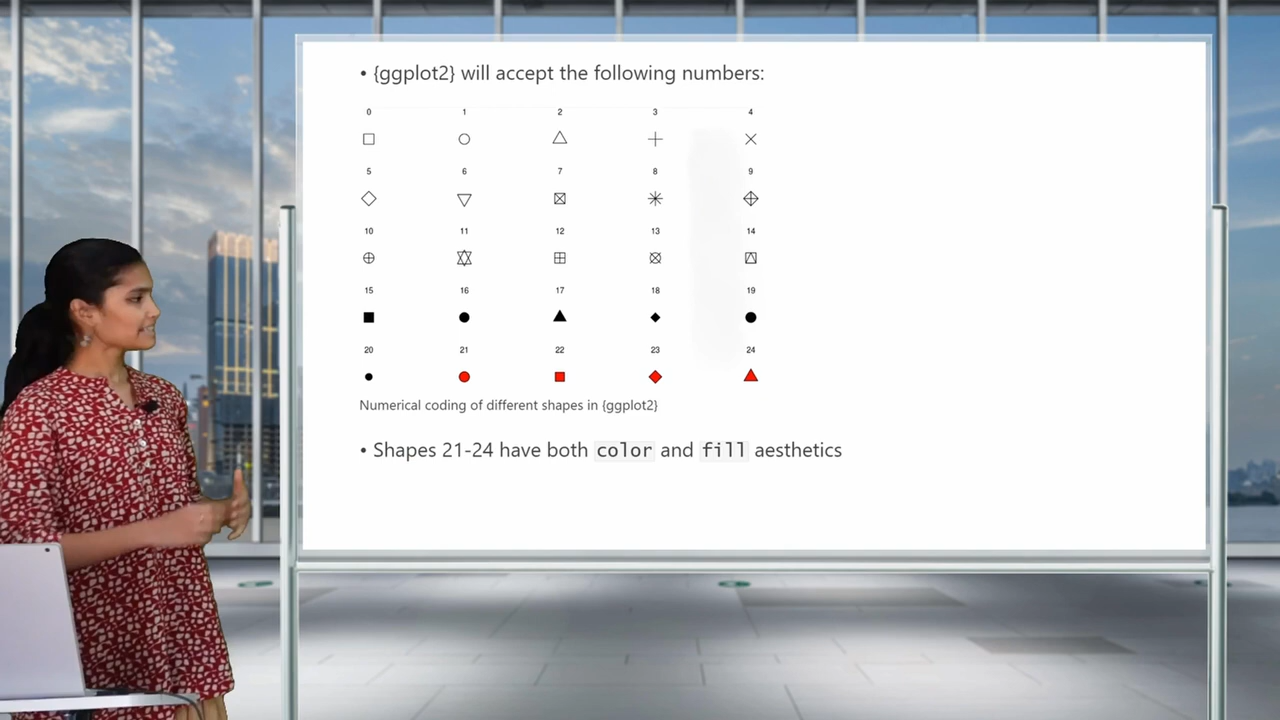 • {ggplot2} will accept the following numbers:
0 1 2 3 4
5 6 7 8 9
10 11 12 13 14
15 16 17 18 19
20 21 22 23 24
Numerical coding of different shapes in {ggplot2}
• Shapes 21-24 have both color and fill aesthetics